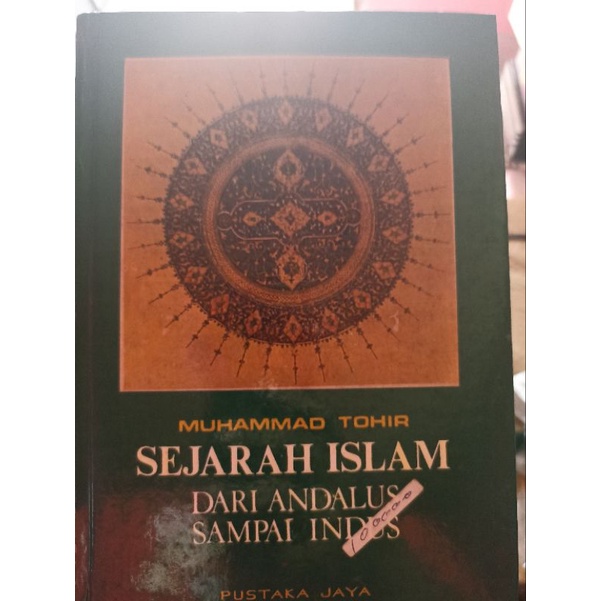 MUHAMMAD TOHIR
SEJARAH ISLAM
DARI ANDALUS
SAMPAI INDUS
PUSTAKA JAYA